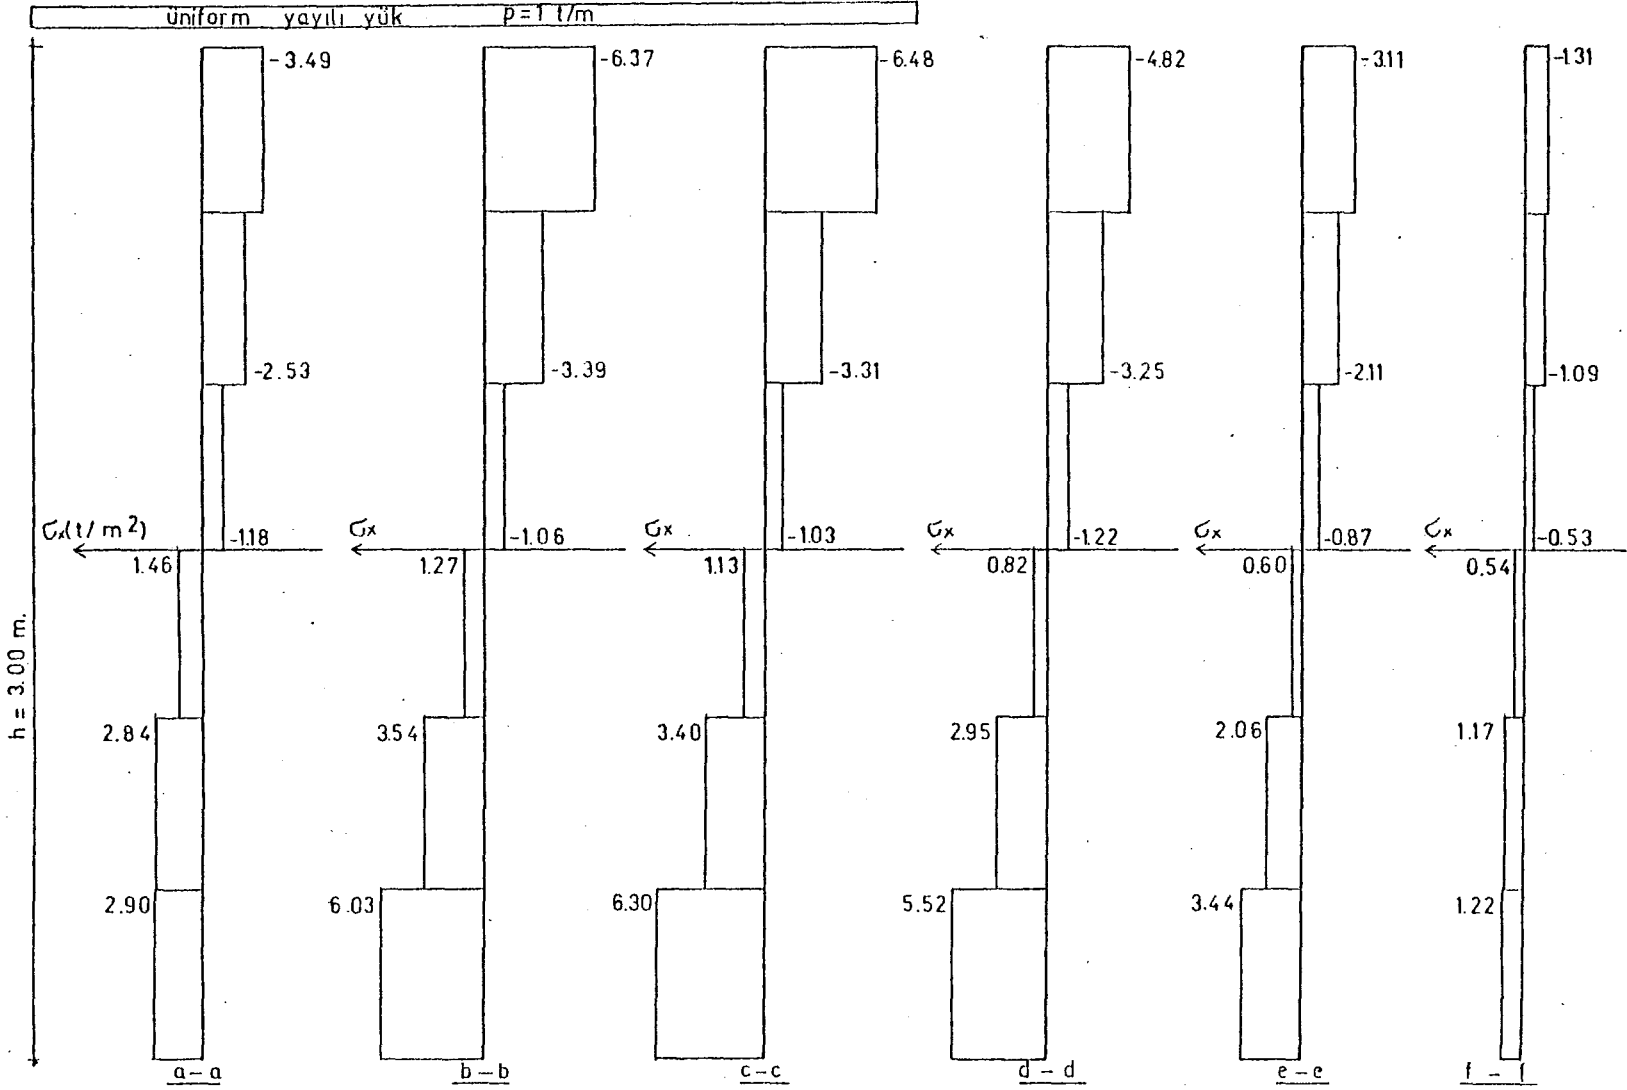 üniform yayılı yük p=1 t/m
-3.49 -6.37 -6.48 -4.82 -3.11 -1.31
-2.53 -3.39 -3.31 -3.25 -2.11 -1.09
σx(t/m²) -1.18 σx -1.06 σx -1.03 σx -1.22 σx -0.87 σx -0.53
1.46 1.27 1.13 0.82 0.60 0.54
h = 3.00 m.
2.84 3.54 3.40 2.95 2.06 1.17
2.90 6.03 6.30 5.52 3.44 1.22
a-a b-b c-c d-d e-e f-f